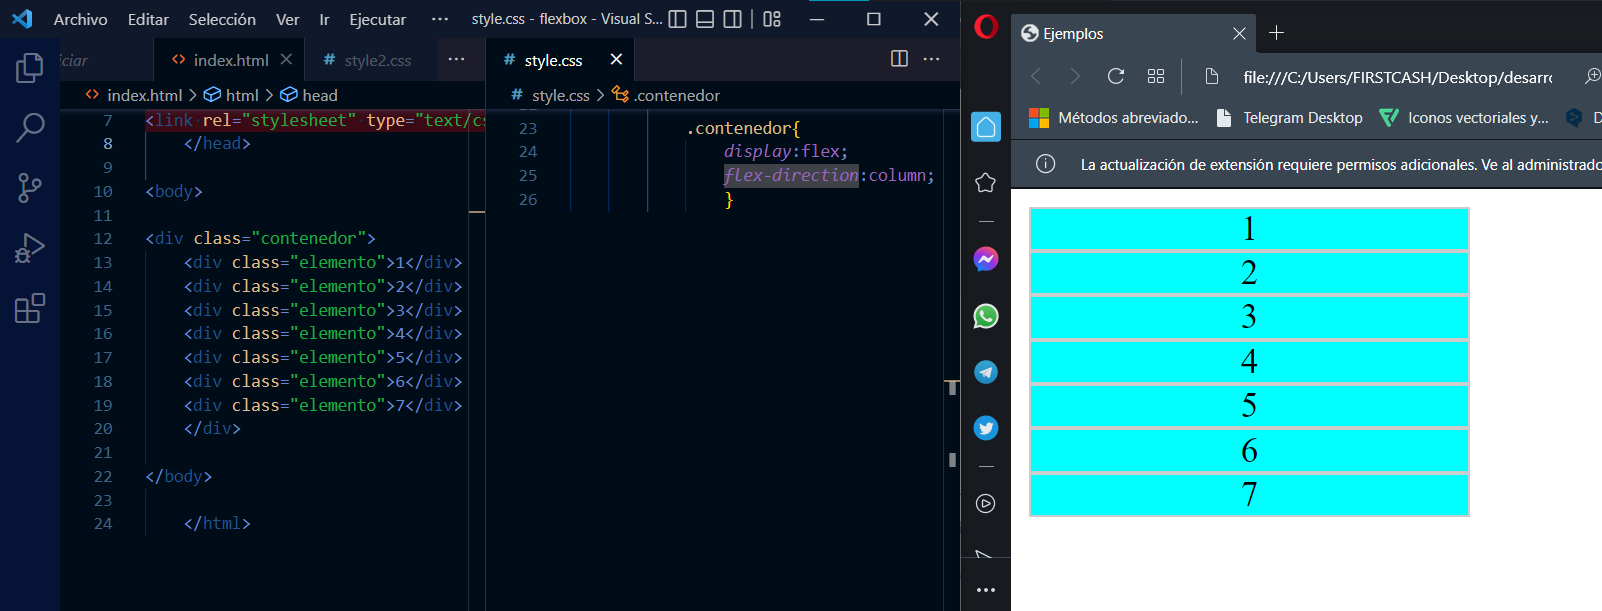 Archivo Editar Selección Ver Ir Ejecutar ··· style.css - flexbox - Visual S...
ciar
index.html
style2.css
···
index.html > html > head
7 <link rel="stylesheet" type="text/cs
8 </head>
9
10 <body>
11
12 <div class="contenedor">
13 <div class="elemento">1</div>
14 <div class="elemento">2</div>
15 <div class="elemento">3</div>
16 <div class="elemento">4</div>
17 <div class="elemento">5</div>
18 <div class="elemento">6</div>
19 <div class="elemento">7</div>
20 </div>
21
22 </body>
23
24 </html>
# style.css
···
# style.css > .contenedor
23 .contenedor{
24 display:flex;
25 flex-direction:column;
26 }
Ejemplos
file:///C:/Users/FIRSTCASH/Desktop/desarro
Métodos abreviado... Telegram Desktop Iconos vectoriales y... D
La actualización de extensión requiere permisos adicionales. Ve al administrado
1
2
3
4
5
6
7